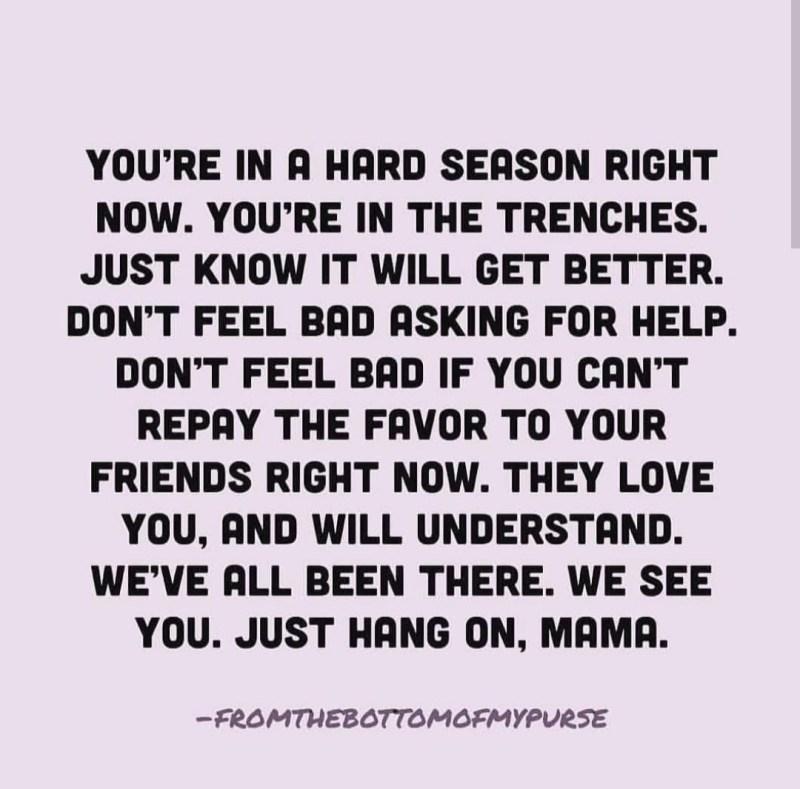 YOU'RE IN A HARD SEASON RIGHT
NOW. YOU'RE IN THE TRENCHES.
JUST KNOW IT WILL GET BETTER.
DON'T FEEL BAD ASKING FOR HELP.
DON'T FEEL BAD IF YOU CAN'T
REPAY THE FAVOR TO YOUR
FRIENDS RIGHT NOW. THEY LOVE
YOU, AND WILL UNDERSTAND.
WE'VE ALL BEEN THERE. WE SEE
YOU. JUST HANG ON, MAMA.
-FROMTHEBOTTOMOFMYPURSE